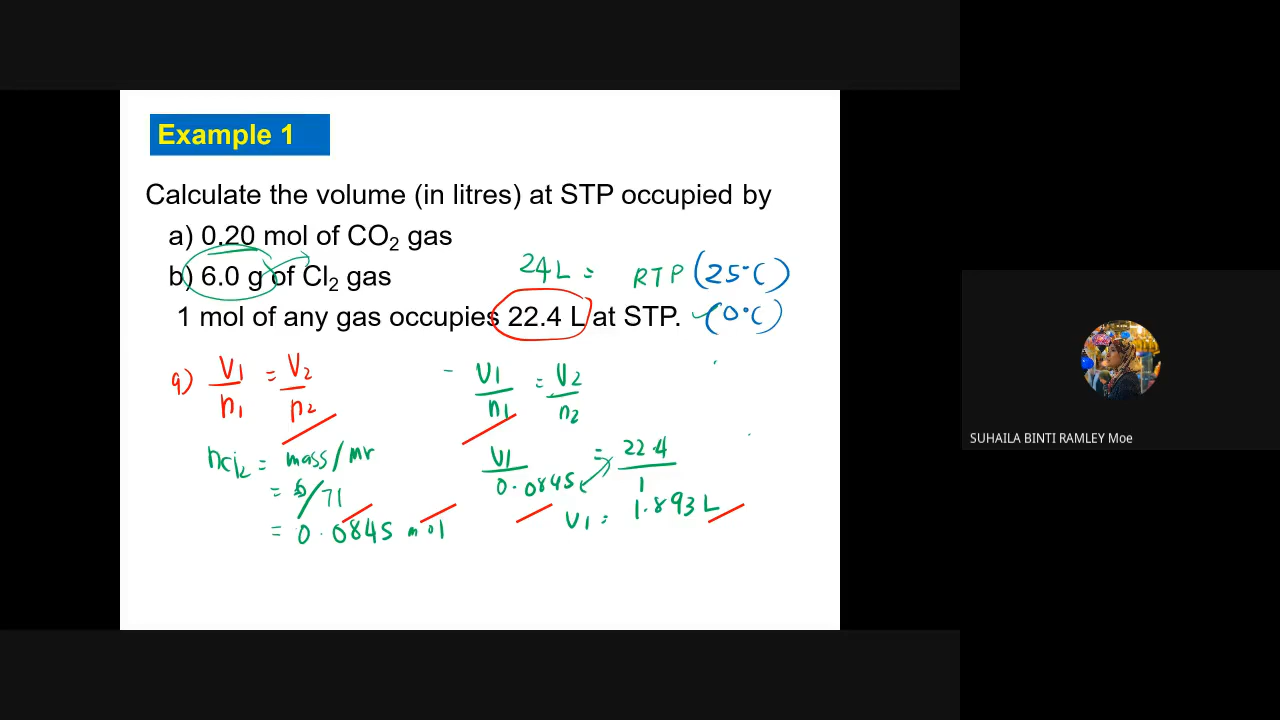 Example 1
Calculate the volume (in litres) at STP occupied by
a) 0.20 mol of CO₂ gas
b) 6.0 g of Cl₂ gas
24 L = RTP (25°C)
1 mol of any gas occupies 22.4 L at STP. (0°C)
a) V1/n1 = V2/n2
V1/n1 = V2/n2
nCl2 = mass/Mr
= 6/71
= 0.0845 mol
V1/0.0845 = 22.4/1
V1 = 1.893 L
SUHAILA BINTI RAMLEY Moe